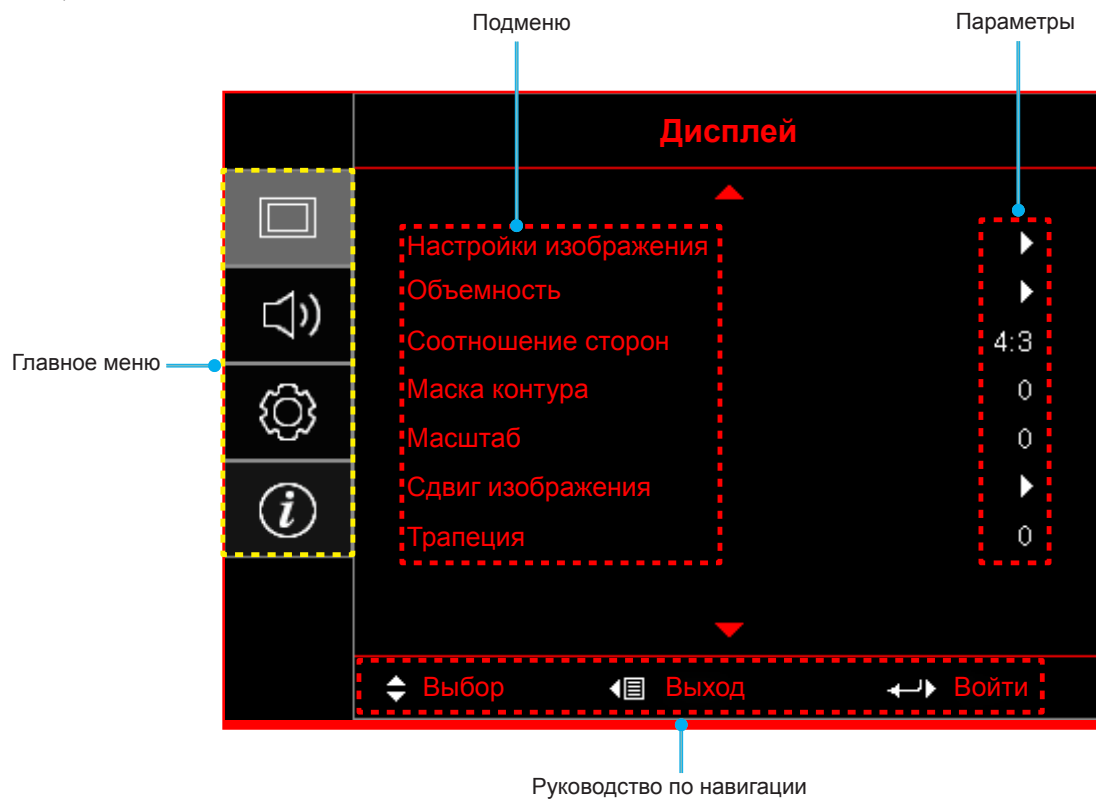 Подменю
Параметры
Дисплей
Настройки изображения
Объемность
Соотношение сторон 4:3
Маска контура 0
Масштаб 0
Сдвиг изображения
Трапеция 0
Главное меню
Выбор Выход Войти
Руководство по навигации